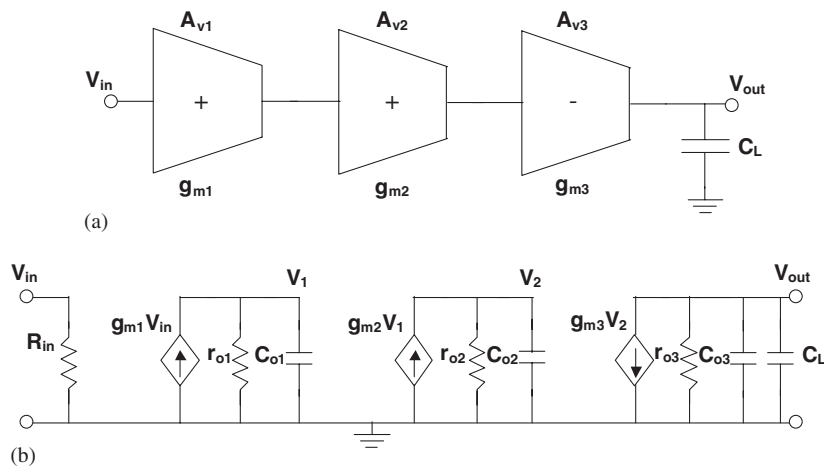 Av1 Av2 Av3
Vin + + - Vout
CL
gm1 gm2 gm3
(a)
Vin V1 V2 Vout
gm1Vin gm2V1 gm3V2
Rin ro1 Co1 ro2 Co2 ro3 Co3 CL
(b)